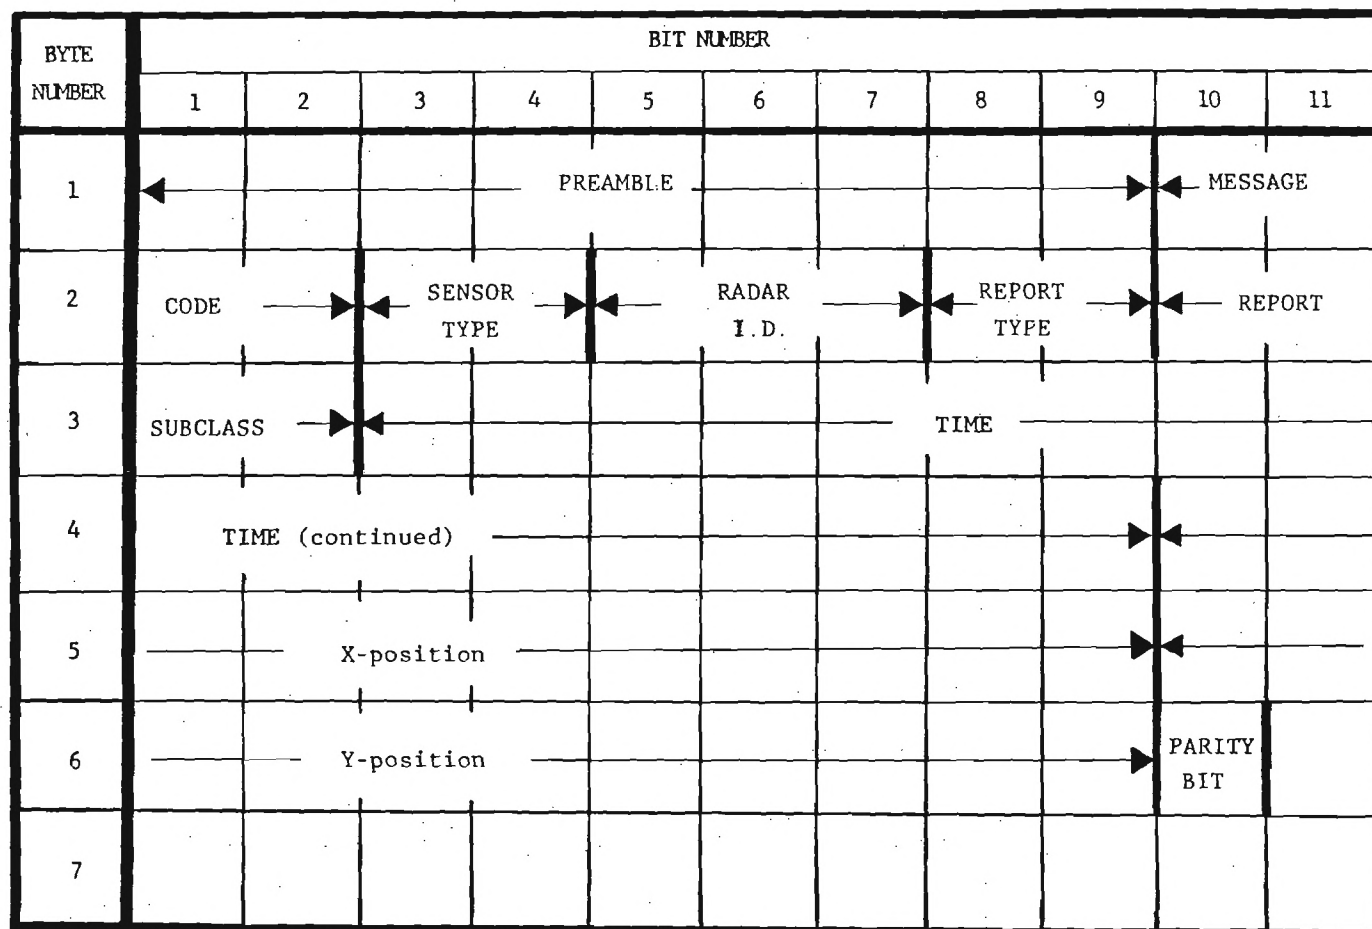 BIT NUMBER
BYTE
NUMBER
1 2 3 4 5 6 7 8 9 10 11
1 PREAMBLE MESSAGE
2 CODE SENSOR TYPE RADAR I.D. REPORT TYPE REPORT
3 SUBCLASS TIME
4 TIME (continued)
5 X-position
6 Y-position PARITY BIT
7